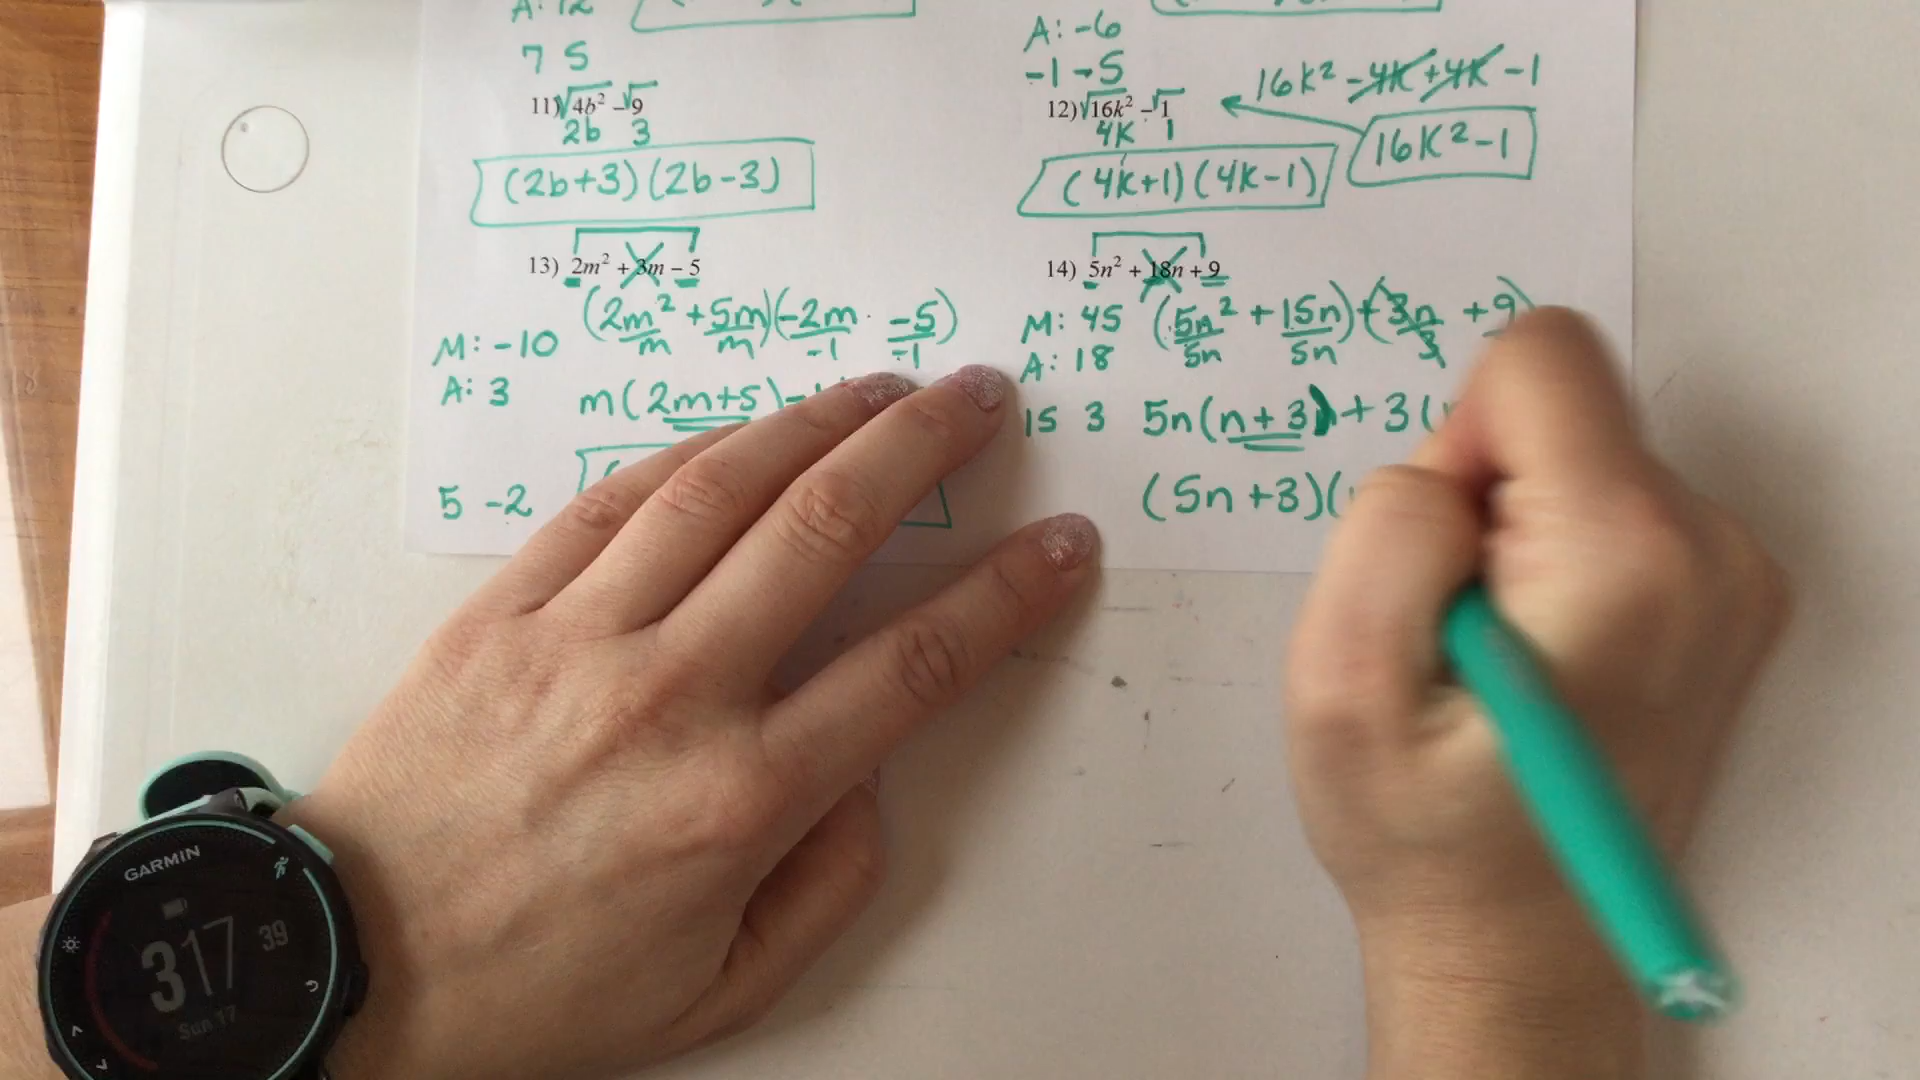 A: 12
7 5
11) √4b² - √9
2b 3
(2b+3)(2b-3)
13) 2m² + 3m - 5
(2m² + 5m)(-2m - 5)
m m -1 -1
M: -10
A: 3
m(2m+5)-
5 -2
A: -6
-1 -5
12) √16k² - √1
4k 1
16k² - 4k + 4k - 1
16k² - 1
(4k+1)(4k-1)
14) 5n² + 18n + 9
M: 45
(5n² + 15n)+(3n + 9)
5n 5n 3
A: 18
15 3
5n(n+3) + 3(
(5n+3)(
GARMIN
317 39
Sun 17